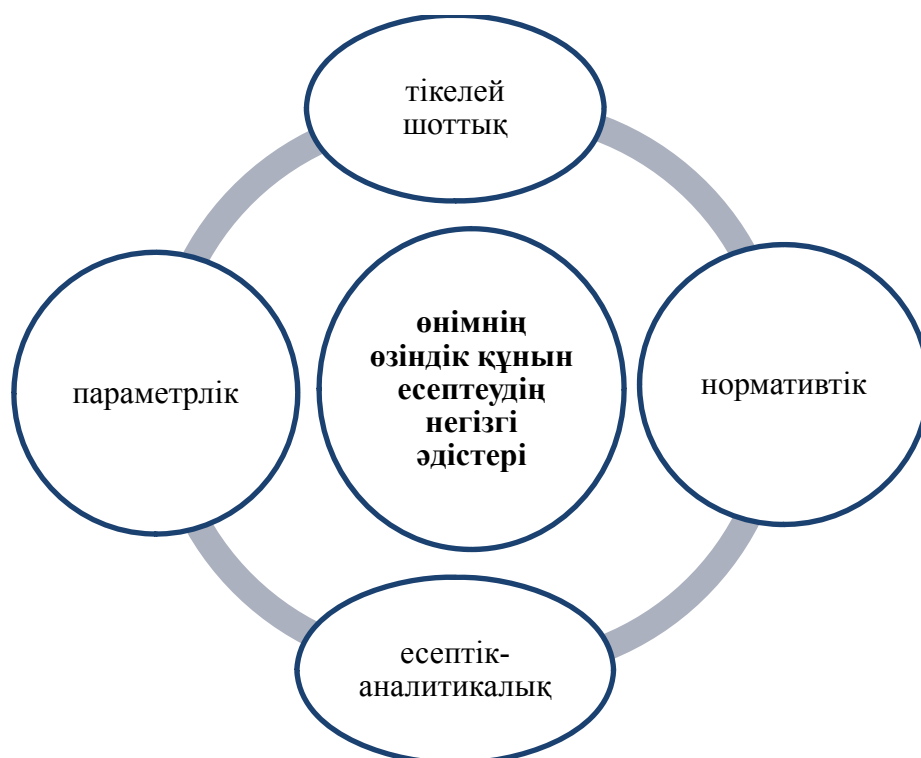 тікелей
шоттық
өнімнің
өзіндік құнын
есептеудің
негізгі
әдістері
параметрлік
нормативтік
есептік-
аналитикалық